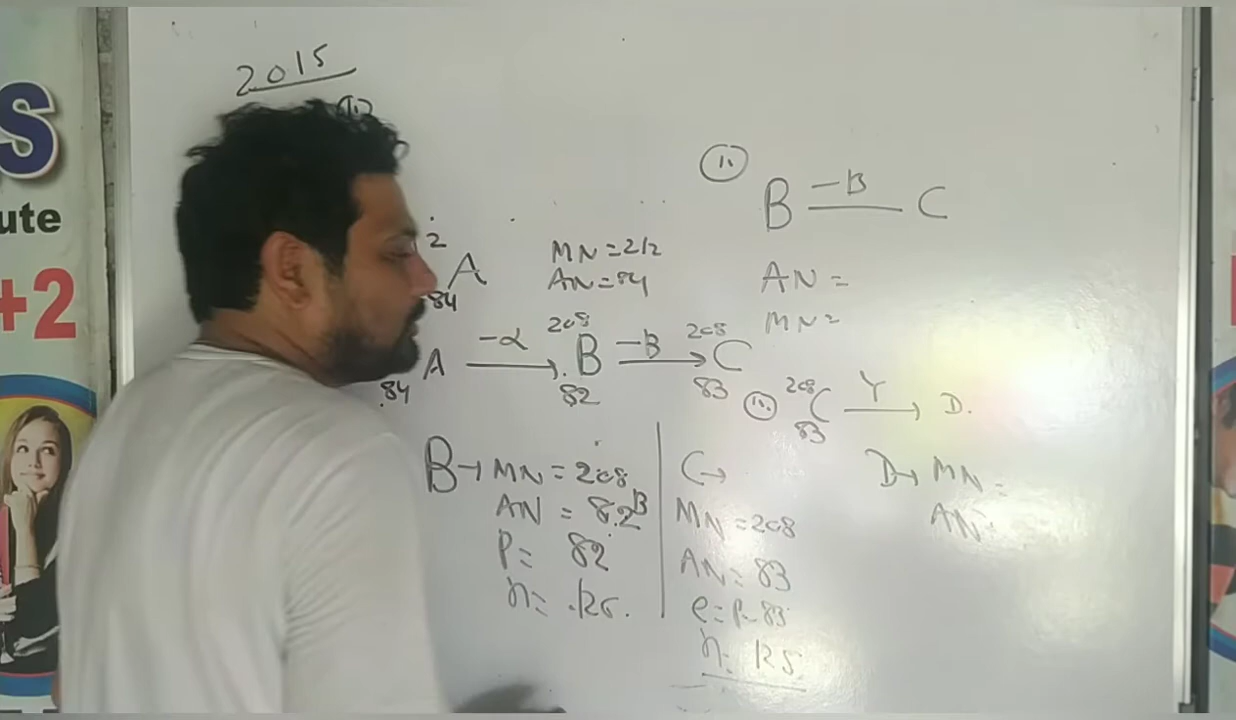 2015
S
ute
+2
11.
B —B C
2
A
84
MN = 212
AN = 84
AN =
MN =
84 A —α → 208 B 82 —B → 208 C 83
208 C 83 γ → D.
B → MN = 208
AN = 82
P = 82
n = 126.
C →
MN = 208
AN = 83
e = P = 83
n = 125
D → MN =
AN =